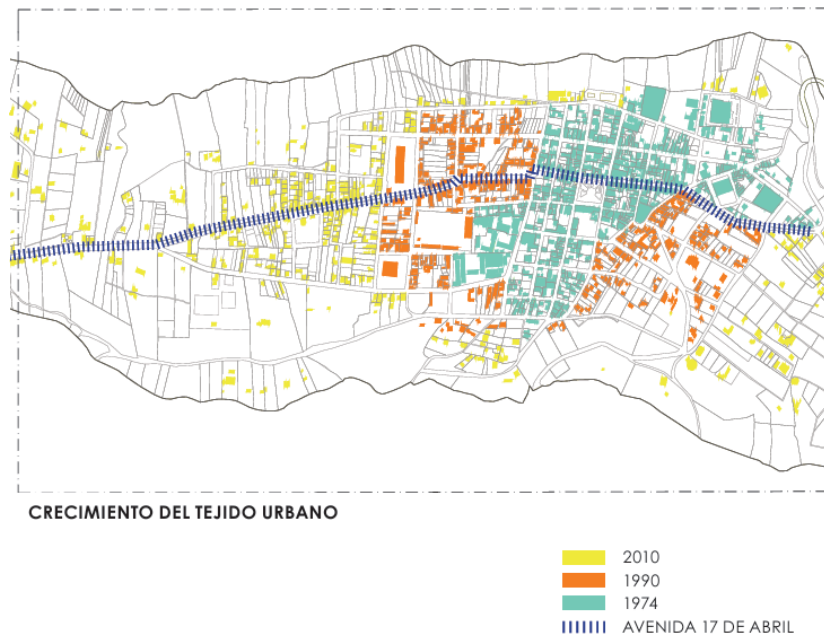 CRECIMIENTO DEL TEJIDO URBANO
2010
1990
1974
AVENIDA 17 DE ABRIL